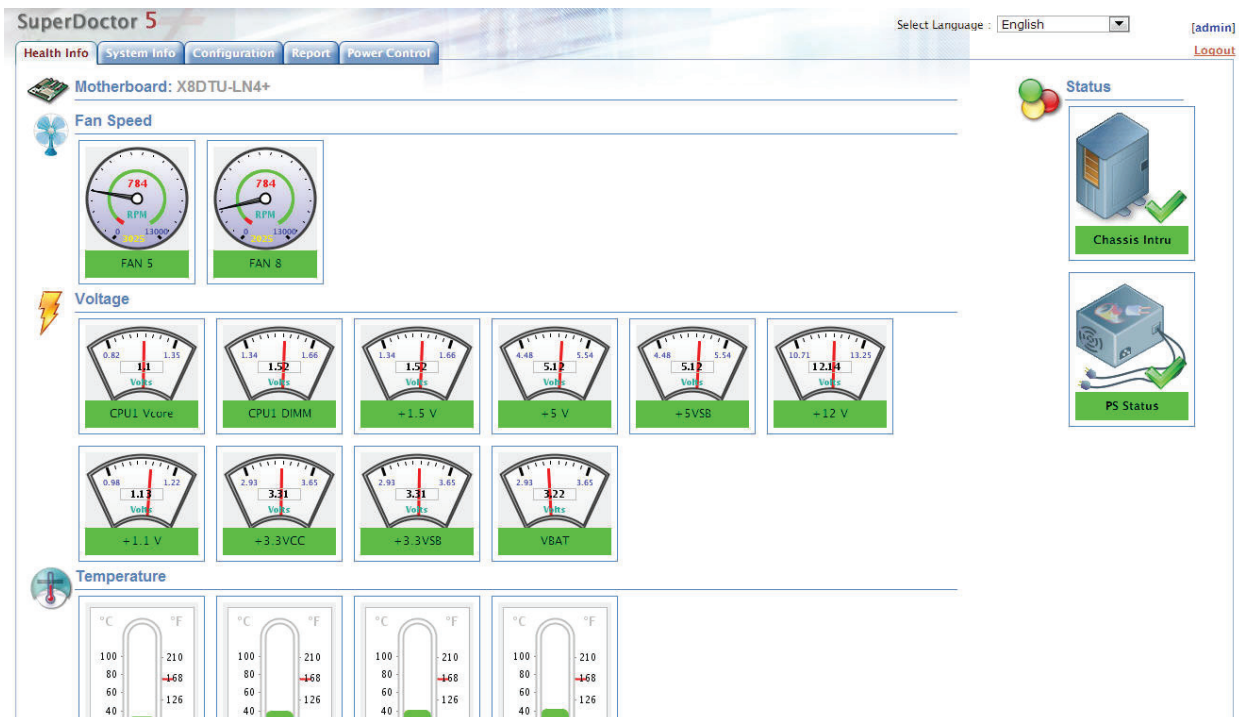 SuperDoctor 5
Select Language : English
[admin]
Health Info System Info Configuration Report Power Control
Logout
Motherboard: X8DTU-LN4+
Status
Fan Speed
784
RPM
0 13000
3025
FAN 5
784
RPM
0 13000
2025
FAN 8
Chassis Intru
Voltage
0.82 1.35
1.1
Volts
CPU1 Vcore
1.34 1.66
1.52
Volts
CPU1 DIMM
1.34 1.66
1.52
Volts
+1.5 V
4.48 5.54
5.12
Volts
+5 V
4.48 5.54
5.12
Volts
+5VSB
10.71 13.25
12.14
Volts
+12 V
PS Status
0.98 1.22
1.13
Volts
+1.1 V
2.93 3.65
3.31
Volts
+3.3VCC
2.93 3.65
3.31
Volts
+3.3VSB
2.93 3.65
3.22
Volts
VBAT
Temperature
°C °F
100 210
80 168
60 126
40
°C °F
100 210
80 168
60 126
40
°C °F
100 210
80 168
60 126
40
°C °F
100 210
80 168
60 126
40